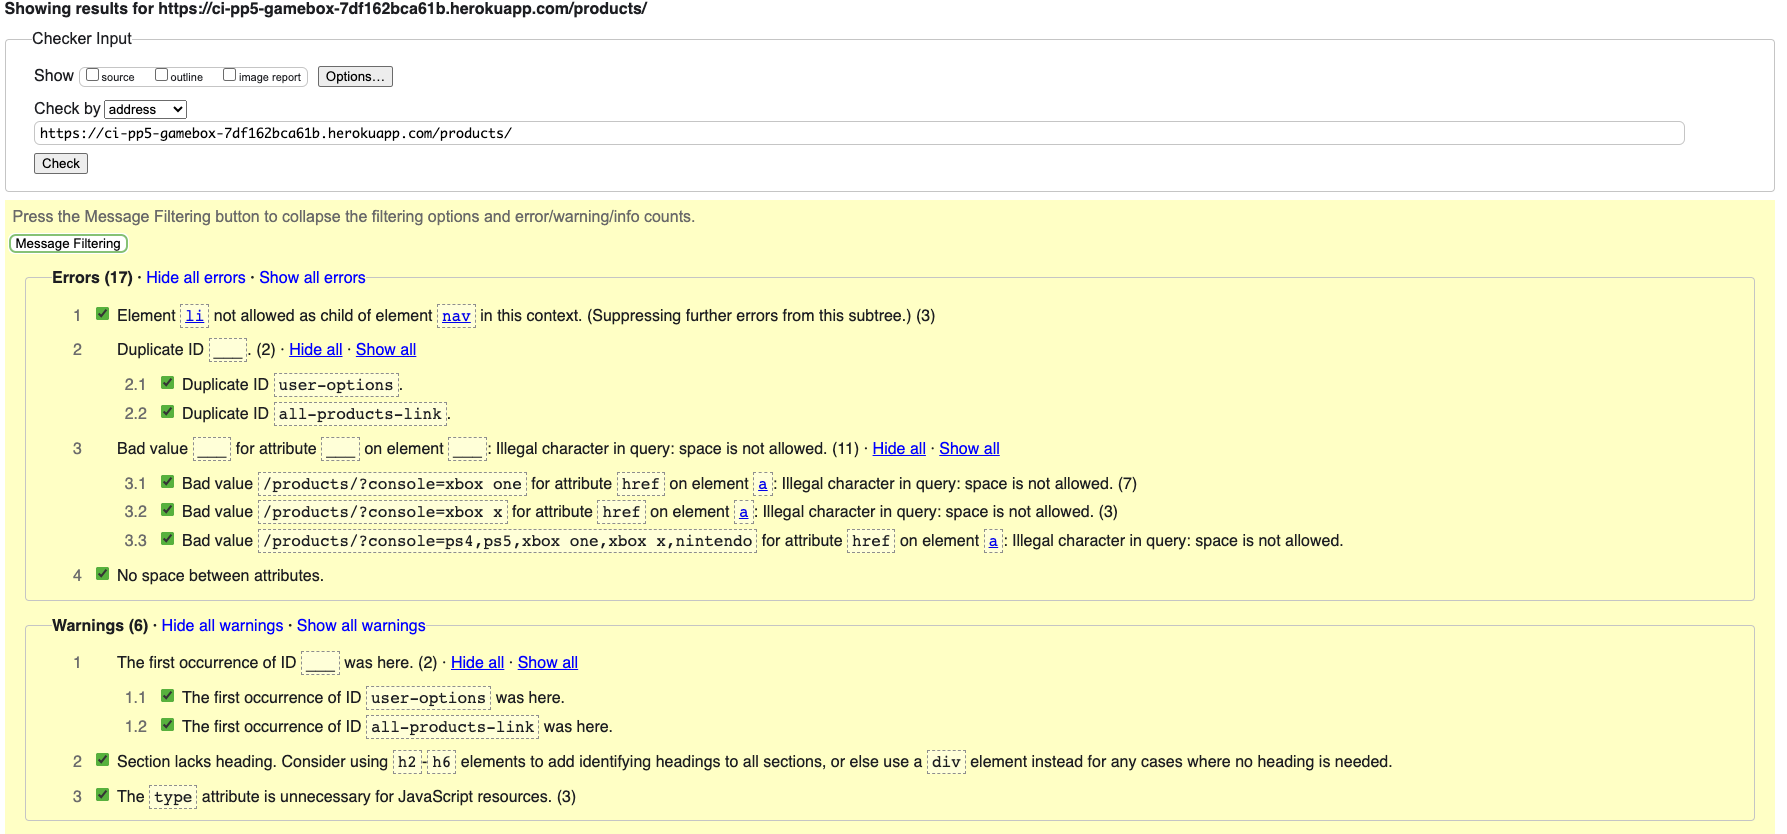 Showing results for https://ci-pp5-gamebox-7df162bca61b.herokuapp.com/products/
Checker Input
Show source outline image report Options...
Check by address
https://ci-pp5-gamebox-7df162bca61b.herokuapp.com/products/
Check
Press the Message Filtering button to collapse the filtering options and error/warning/info counts.
Message Filtering
Errors (17) · Hide all errors · Show all errors
1 Element li not allowed as child of element nav in this context. (Suppressing further errors from this subtree.) (3)
2 Duplicate ID ___. (2) · Hide all · Show all
2.1 Duplicate ID user-options.
2.2 Duplicate ID all-products-link.
3 Bad value ___ for attribute ___ on element ___: Illegal character in query: space is not allowed. (11) · Hide all · Show all
3.1 Bad value /products/?console=xbox one for attribute href on element a: Illegal character in query: space is not allowed. (7)
3.2 Bad value /products/?console=xbox x for attribute href on element a: Illegal character in query: space is not allowed. (3)
3.3 Bad value /products/?console=ps4,ps5,xbox one,xbox x,nintendo for attribute href on element a: Illegal character in query: space is not allowed.
4 No space between attributes.
Warnings (6) · Hide all warnings · Show all warnings
1 The first occurrence of ID ___ was here. (2) · Hide all · Show all
1.1 The first occurrence of ID user-options was here.
1.2 The first occurrence of ID all-products-link was here.
2 Section lacks heading. Consider using h2-h6 elements to add identifying headings to all sections, or else use a div element instead for any cases where no heading is needed.
3 The type attribute is unnecessary for JavaScript resources. (3)